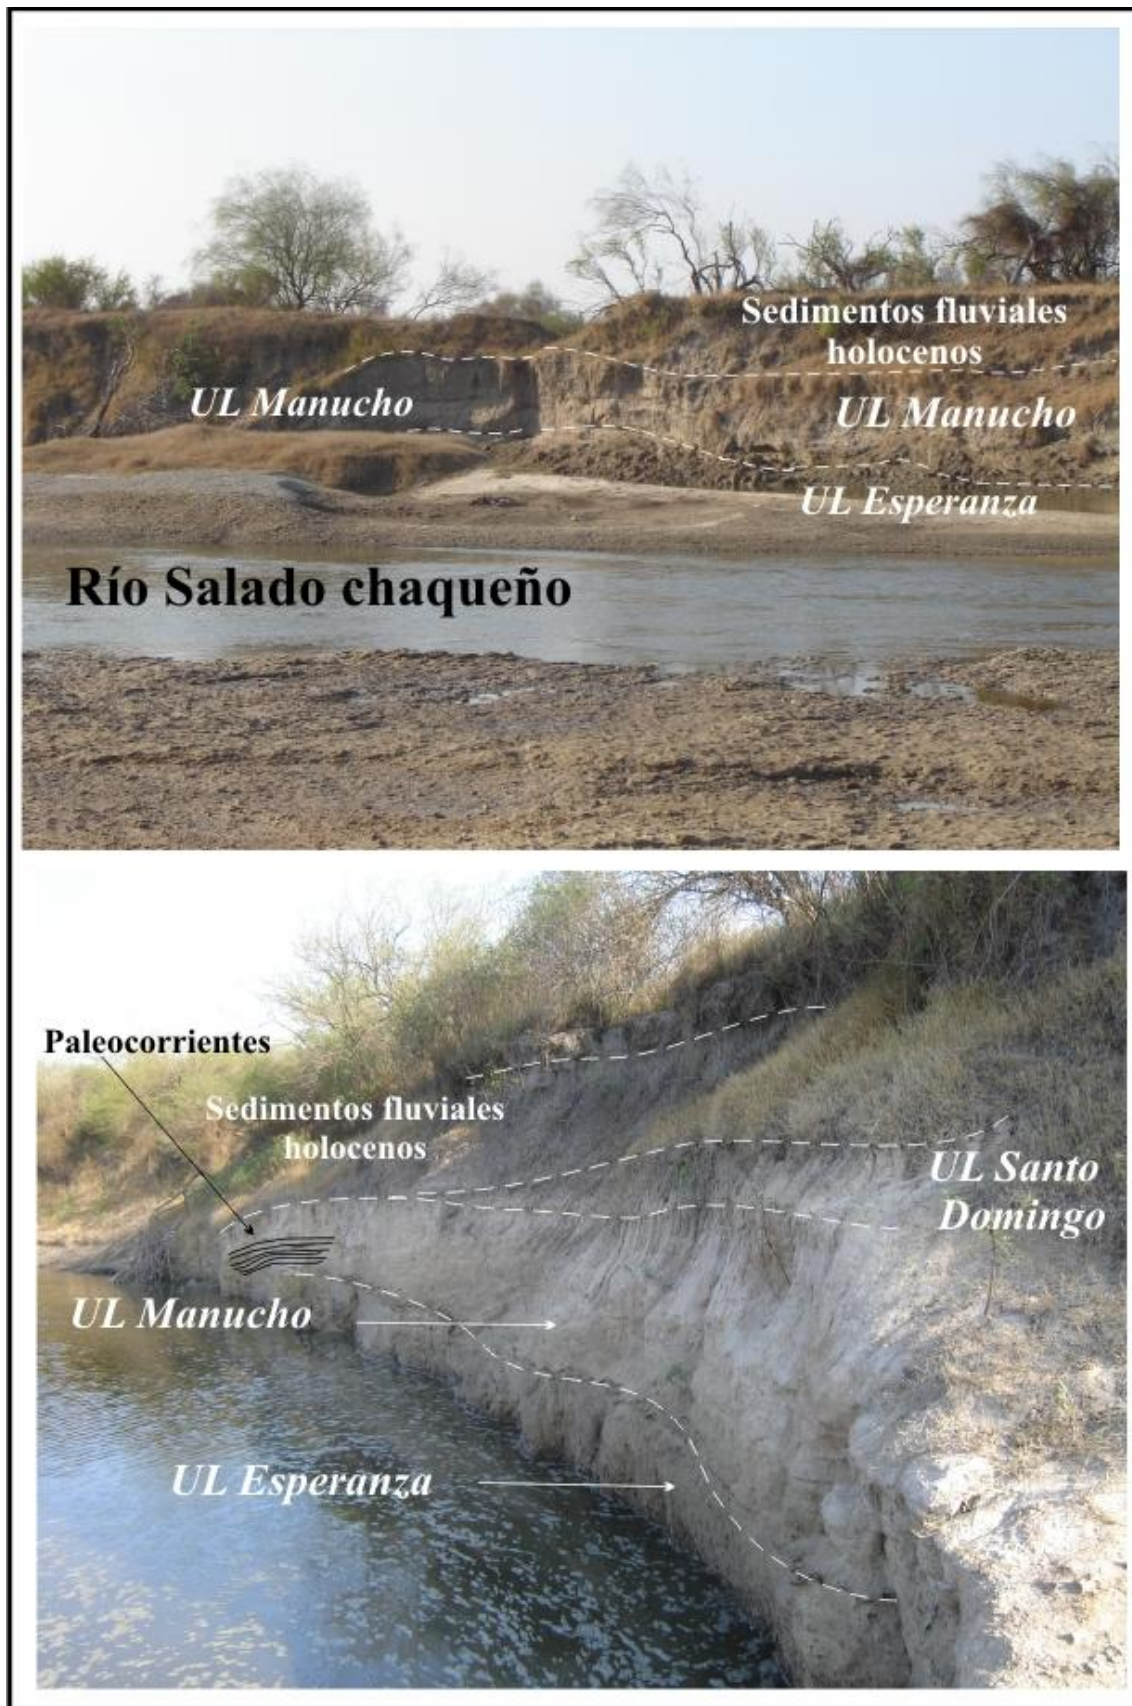 Sedimentos fluviales
holocenos
UL Manucho
UL Manucho
UL Esperanza
Río Salado chaqueño
Paleocorrientes
Sedimentos fluviales
holocenos
UL Santo
Domingo
UL Manucho
UL Esperanza